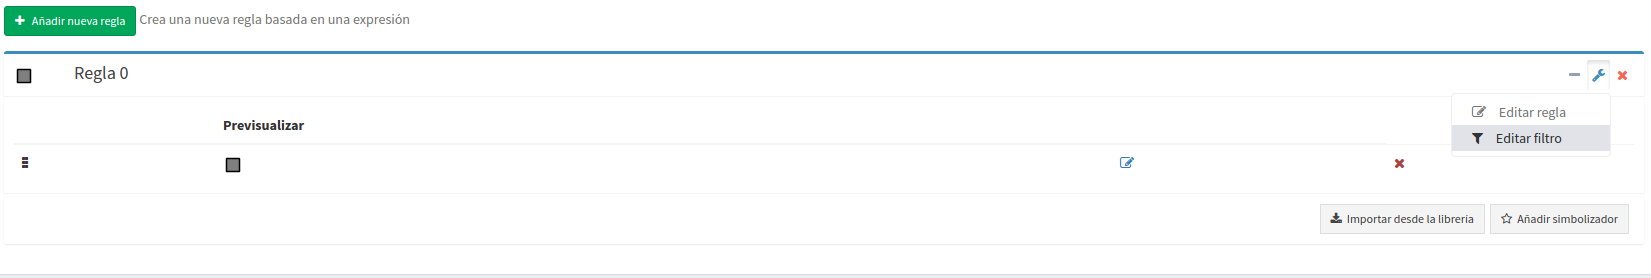 Añadir nueva regla Crea una nueva regla basada en una expresión
Regla 0
Editar regla
Previsualizar
Editar filtro
Importar desde la librería Añadir simbolizador